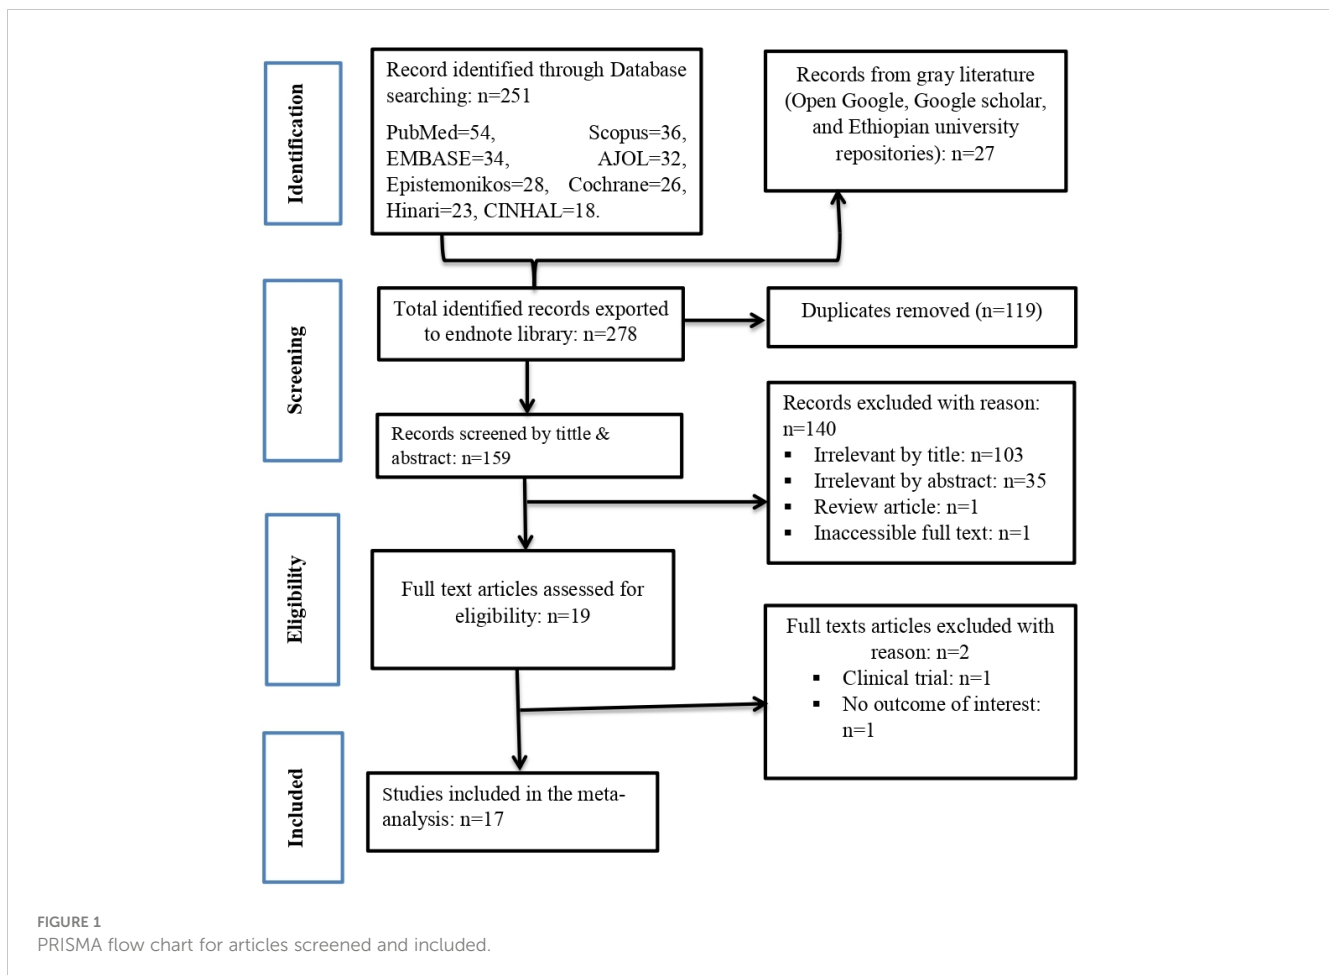 Identification
Record identified through Database
searching: n=251
PubMed=54, Scopus=36,
EMBASE=34, AJOL=32,
Epistemonikos=28, Cochrane=26,
Hinari=23, CINHAL=18.
Records from gray literature
(Open Google, Google scholar,
and Ethiopian university
repositories): n=27
Screening
Total identified records exported
to endnote library: n=278
Duplicates removed (n=119)
Records screened by tittle &
abstract: n=159
Records excluded with reason:
n=140
▪ Irrelevant by title: n=103
▪ Irrelevant by abstract: n=35
▪ Review article: n=1
▪ Inaccessible full text: n=1
Eligibility
Full text articles assessed for
eligibility: n=19
Full texts articles excluded with
reason: n=2
▪ Clinical trial: n=1
▪ No outcome of interest:
n=1
Included
Studies included in the meta-
analysis: n=17
FIGURE 1
PRISMA flow chart for articles screened and included.